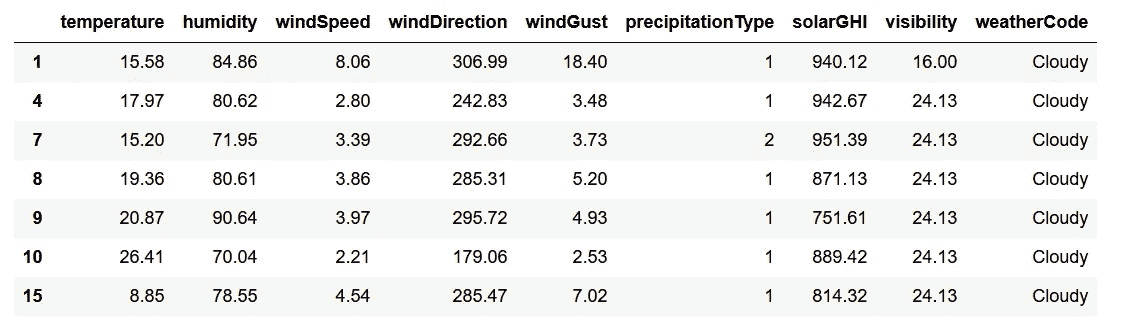 temperature humidity windSpeed windDirection windGust precipitationType solarGHI visibility weatherCode
1 15.58 84.86 8.06 306.99 18.40 1 940.12 16.00 Cloudy
4 17.97 80.62 2.80 242.83 3.48 1 942.67 24.13 Cloudy
7 15.20 71.95 3.39 292.66 3.73 2 951.39 24.13 Cloudy
8 19.36 80.61 3.86 285.31 5.20 1 871.13 24.13 Cloudy
9 20.87 90.64 3.97 295.72 4.93 1 751.61 24.13 Cloudy
10 26.41 70.04 2.21 179.06 2.53 1 889.42 24.13 Cloudy
15 8.85 78.55 4.54 285.47 7.02 1 814.32 24.13 Cloudy